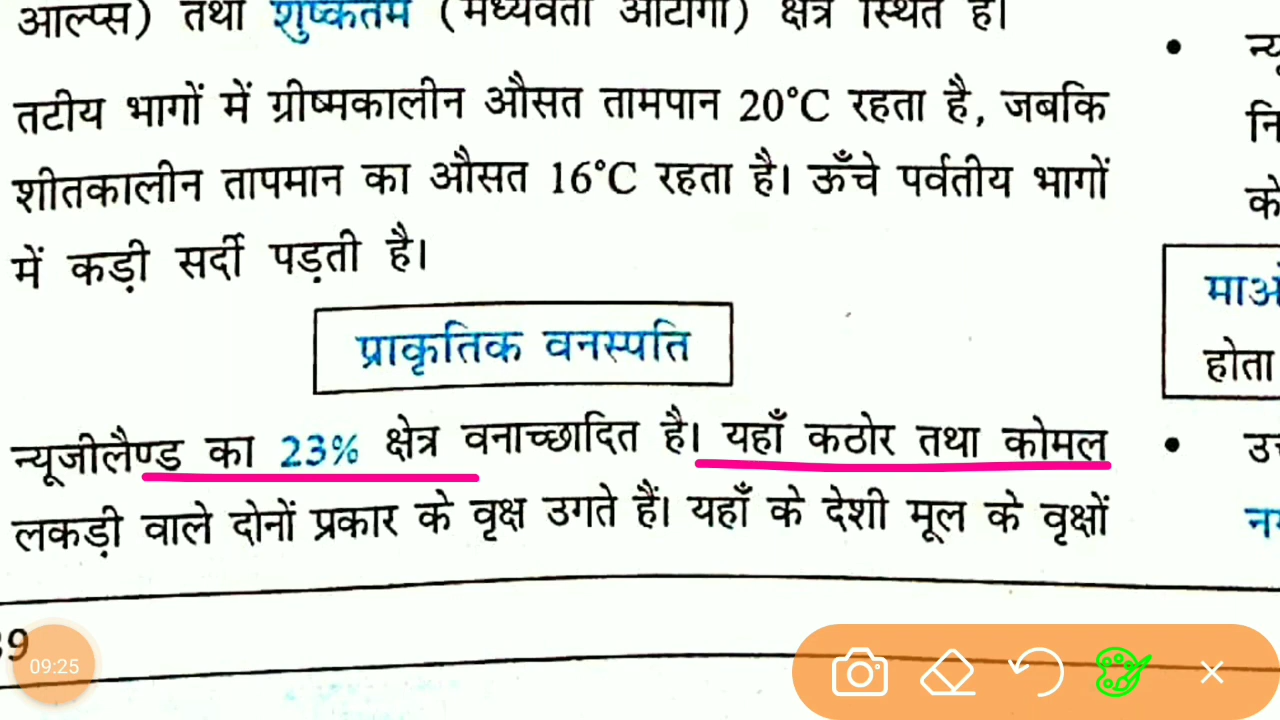 आल्प्स) तथा शुष्कतम (मध्यवर्ती ओटागो) क्षेत्र स्थित है।
तटीय भागों में ग्रीष्मकालीन औसत तामपान 20°C रहता है, जबकि
शीतकालीन तापमान का औसत 16°C रहता है। ऊँचे पर्वतीय भागों
में कड़ी सर्दी पड़ती है।
प्राकृतिक वनस्पति
न्यूजीलैण्ड का 23% क्षेत्र वनाच्छादित है। यहाँ कठोर तथा कोमल
लकड़ी वाले दोनों प्रकार के वृक्ष उगते हैं। यहाँ के देशी मूल के वृक्षों
को
होता
09:25